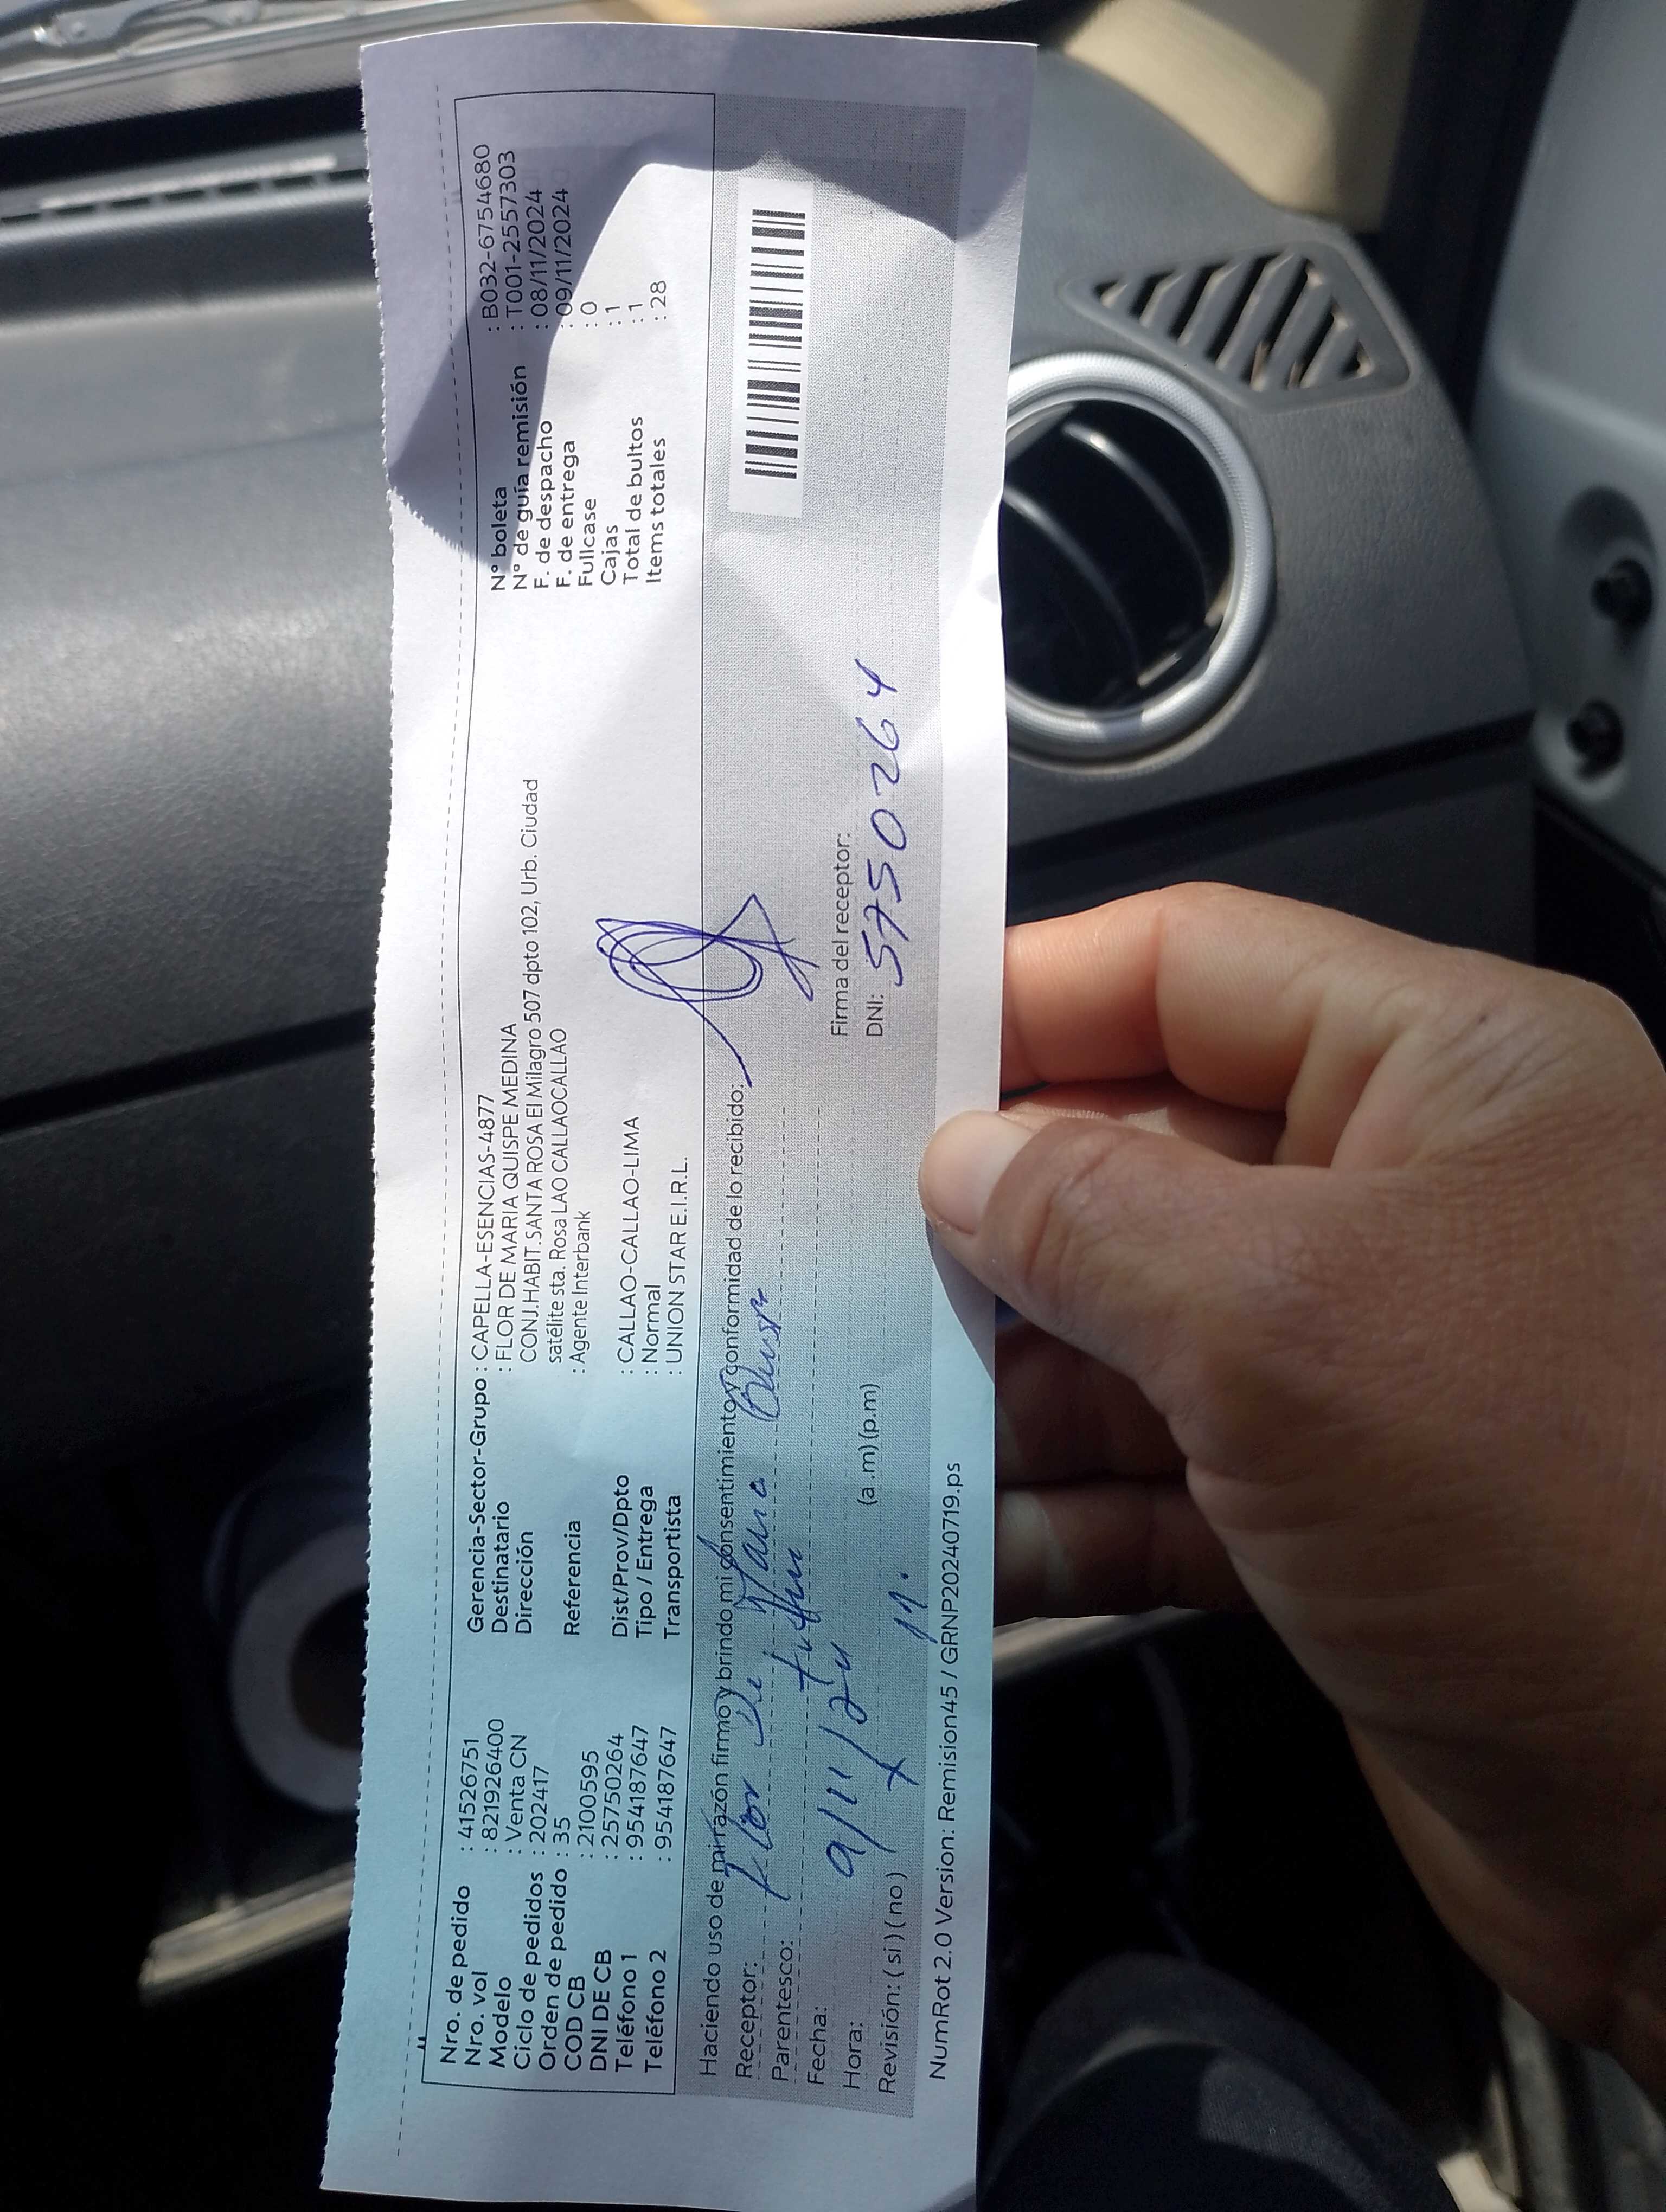 Nro. de pedido : 41526751
Nro. vol : 821926400
Modelo : Venta CN
Ciclo de pedidos : 202417
Orden de pedido : 35
COD CB : 2100595
DNI DE CB : 25750264
Teléfono 1 : 954187647
Teléfono 2 : 954187647
Gerencia-Sector-Grupo : CAPELLA-ESENCIAS-4877
Destinatario : FLOR DE MARIA QUISPE MEDINA
Dirección CONJ.HABIT.SANTA ROSA El Milagro 507 dpto 102, Urb. Ciudad
satélite sta. Rosa LAO CALLAOCALLAO
Referencia : Agente Interbank
Dist/Prov/Dpto : CALLAO-CALLAO-LIMA
Tipo / Entrega : Normal
Transportista : UNION STAR E.I.R.L.
N° boleta : B032-6754680
N° de guía remisión : T001-2557303
F. de despacho : 08/11/2024
F. de entrega : 09/11/2024
Fullcase : 0
Cajas : 1
Total de bultos : 1
Items totales : 28
Haciendo uso de mi razón firmo y brindo mi consentimiento y conformidad de lo recibido:
Receptor: Flor De Maria
Parentesco:
Fecha: 9/11/24
Hora: 11. (a .m) (p.m)
Revisión: ( si ) ( no ) x
Firma del receptor:
DNI: 5750264
NumRot 2.0 Version: Remision45 / GRNP20240719.ps